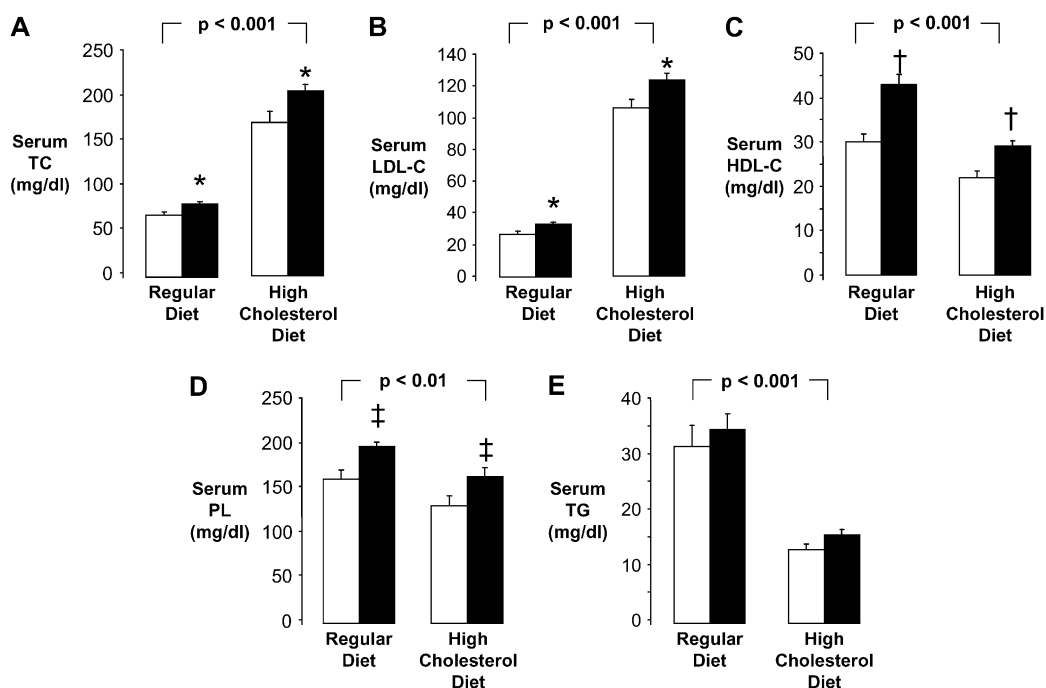 A
p < 0.001
250
200
150
100
50
0
Serum
TC
(mg/dl)
*
*
Regular
Diet
High
Cholesterol
Diet
B
p < 0.001
140
120
100
80
60
40
20
0
Serum
LDL-C
(mg/dl)
*
*
Regular
Diet
High
Cholesterol
Diet
C
p < 0.001
50
40
30
20
10
0
Serum
HDL-C
(mg/dl)
†
†
Regular
Diet
High
Cholesterol
Diet
D
p < 0.01
250
200
150
100
50
0
Serum
PL
(mg/dl)
‡
‡
Regular
Diet
High
Cholesterol
Diet
E
p < 0.001
40
30
20
10
0
Serum
TG
(mg/dl)
Regular
Diet
High
Cholesterol
Diet